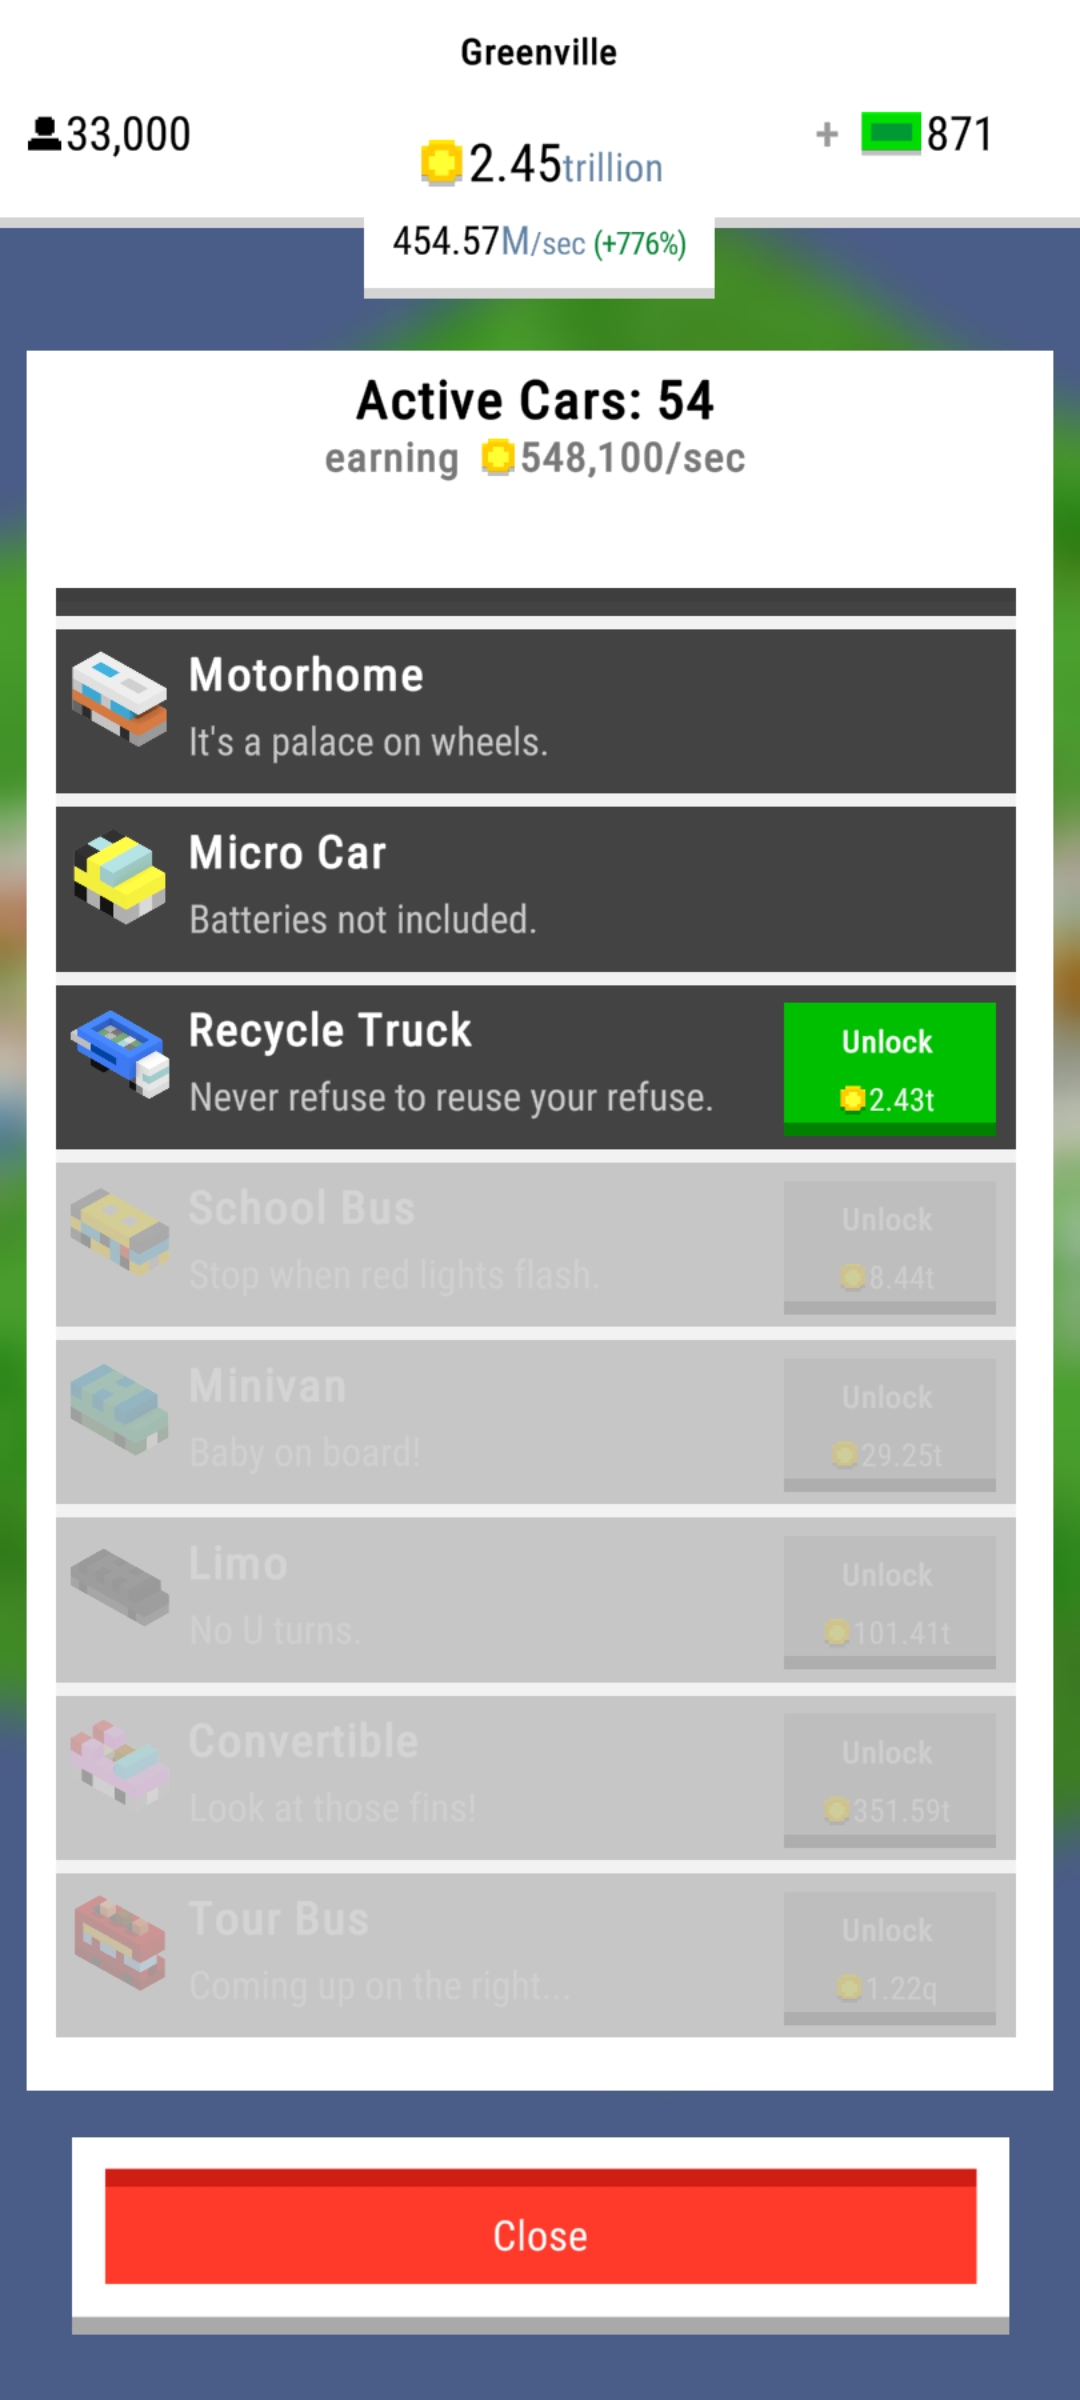 Greenville
33,000
+ 871
2.45trillion
454.57M/sec (+776%)
Active Cars: 54
earning 548,100/sec
Motorhome
It's a palace on wheels.
Micro Car
Batteries not included.
Recycle Truck
Never refuse to reuse your refuse.
Unlock
2.43t
School Bus
Stop when red lights flash.
Unlock
8.44t
Minivan
Baby on board!
Unlock
29.25t
Limo
No U turns.
Unlock
101.41t
Convertible
Look at those fins!
Unlock
351.59t
Tour Bus
Coming up on the right...
Unlock
1.22q
Close